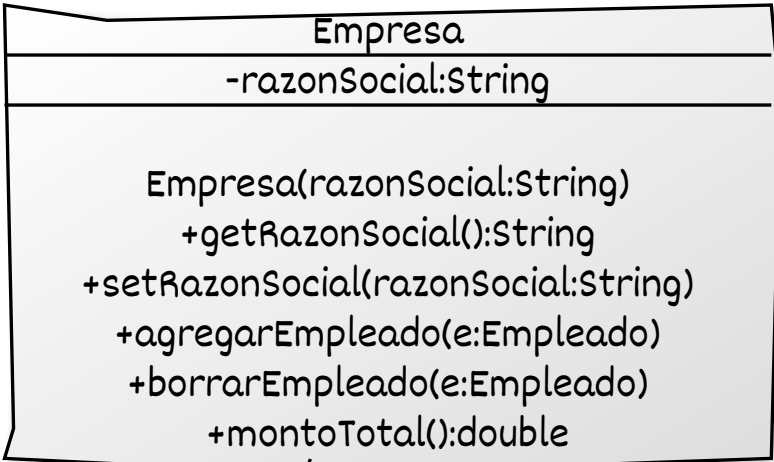 Empresa
-razonSocial:String
Empresa(razonSocial:String)
+getRazonSocial():String
+setRazonSocial(razonSocial:String)
+agregarEmpleado(e:Empleado)
+borrarEmpleado(e:Empleado)
+montoTotal():double